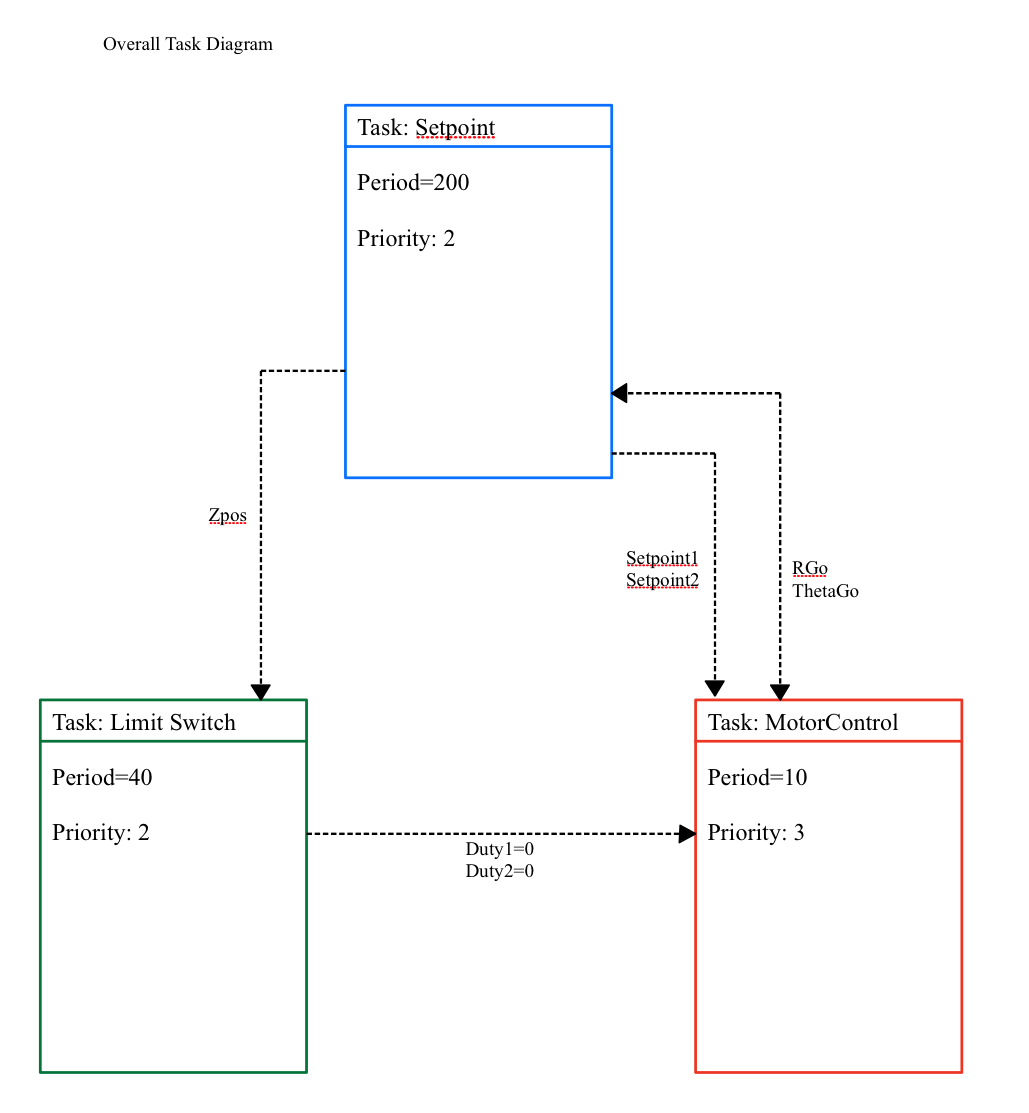 Overall Task Diagram
Task: Setpoint
Period=200
Priority: 2
Zpos
Setpoint1
Setpoint2
RGo
ThetaGo
Task: Limit Switch
Period=40
Priority: 2
Duty1=0
Duty2=0
Task: MotorControl
Period=10
Priority: 3